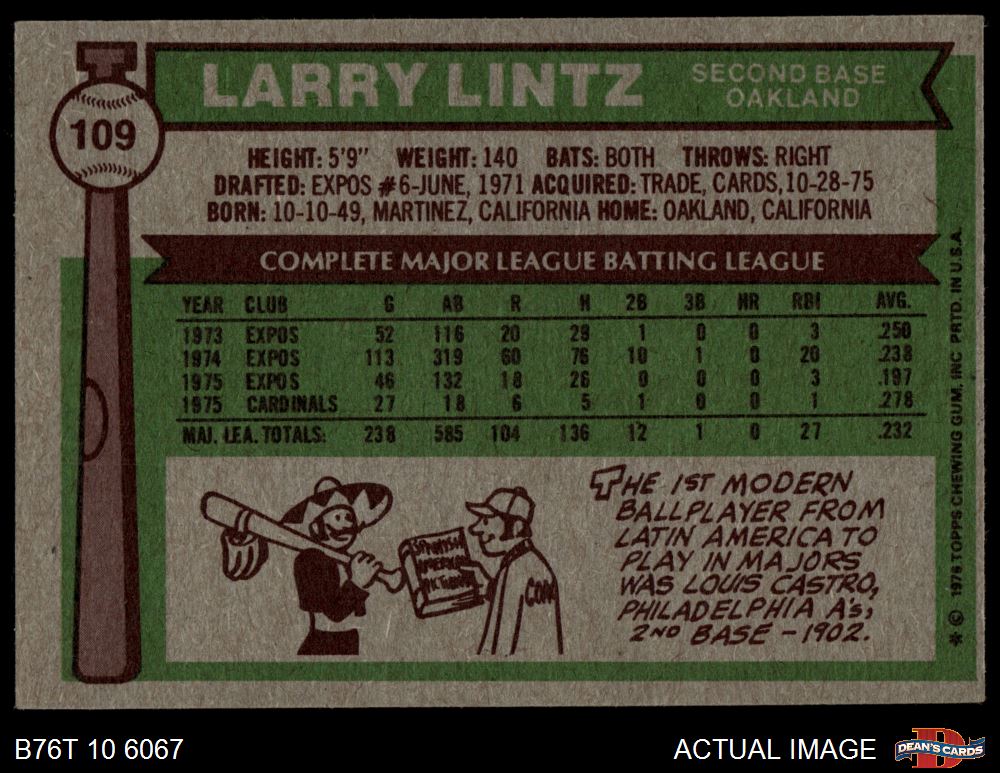 109
LARRY LINTZ
SECOND BASE
OAKLAND
HEIGHT: 5'9" WEIGHT: 140 BATS: BOTH THROWS: RIGHT
DRAFTED: EXPOS #6-JUNE, 1971 ACQUIRED: TRADE, CARDS, 10-28-75
BORN: 10-10-49, MARTINEZ, CALIFORNIA HOME: OAKLAND, CALIFORNIA
COMPLETE MAJOR LEAGUE BATTING LEAGUE
YEAR CLUB G AB R H 2B 3B HR RBI AVG.
1973 EXPOS 52 116 20 29 1 0 0 3 .250
1974 EXPOS 113 319 60 76 10 1 0 20 .238
1975 EXPOS 46 132 18 26 0 0 0 3 .197
1975 CARDINALS 27 18 6 5 1 0 0 1 .278
MAJ. LEA. TOTALS: 238 585 104 136 12 1 0 27 .232
SPANISH
AMERICAN
COM
THE 1ST MODERN
BALLPLAYER FROM
LATIN AMERICA TO
PLAY IN MAJORS
WAS LOUIS CASTRO,
PHILADELPHIA A's,
2ND BASE - 1902.
* © 1976 TOPPS CHEWING GUM, INC PRTD. IN U.S.A.
B76T 10 6067
ACTUAL IMAGE
DEAN'S CARDS